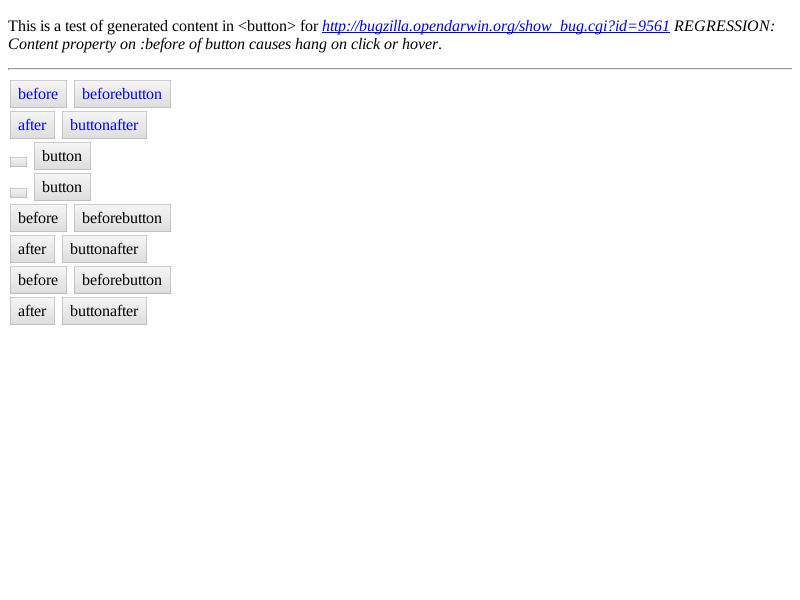 This is a test of generated content in <button> for http://bugzilla.opendarwin.org/show_bug.cgi?id=9561 REGRESSION:
Content property on :before of button causes hang on click or hover.
before beforebutton
after buttonafter
button
button
before beforebutton
after buttonafter
before beforebutton
after buttonafter